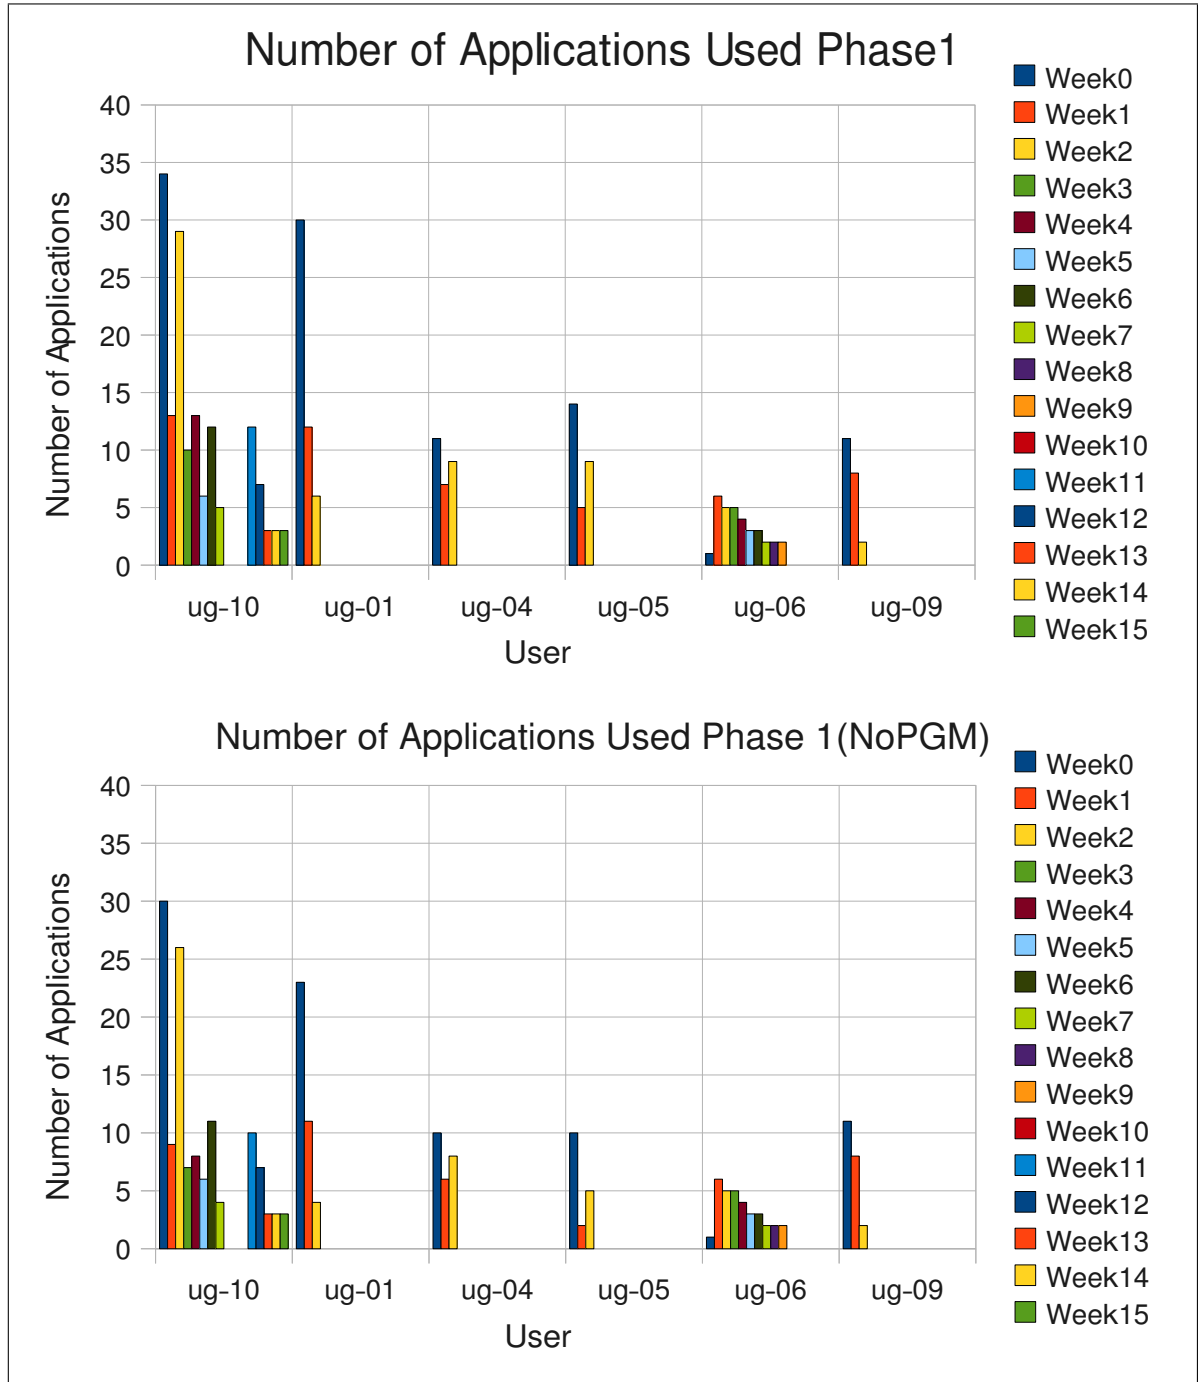 Number of Applications Used Phase1
Number of Applications
40
35
30
25
20
15
10
5
0
ug-10 ug-01 ug-04 ug-05 ug-06 ug-09
User
Week0
Week1
Week2
Week3
Week4
Week5
Week6
Week7
Week8
Week9
Week10
Week11
Week12
Week13
Week14
Week15
Number of Applications Used Phase 1(NoPGM)
Number of Applications
40
35
30
25
20
15
10
5
0
ug-10 ug-01 ug-04 ug-05 ug-06 ug-09
User
Week0
Week1
Week2
Week3
Week4
Week5
Week6
Week7
Week8
Week9
Week10
Week11
Week12
Week13
Week14
Week15